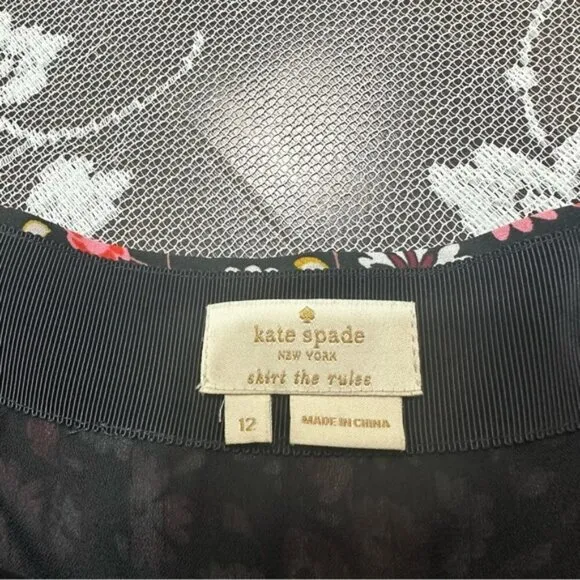 kate spade
NEW YORK
skirt the rules
12
MADE IN CHINA